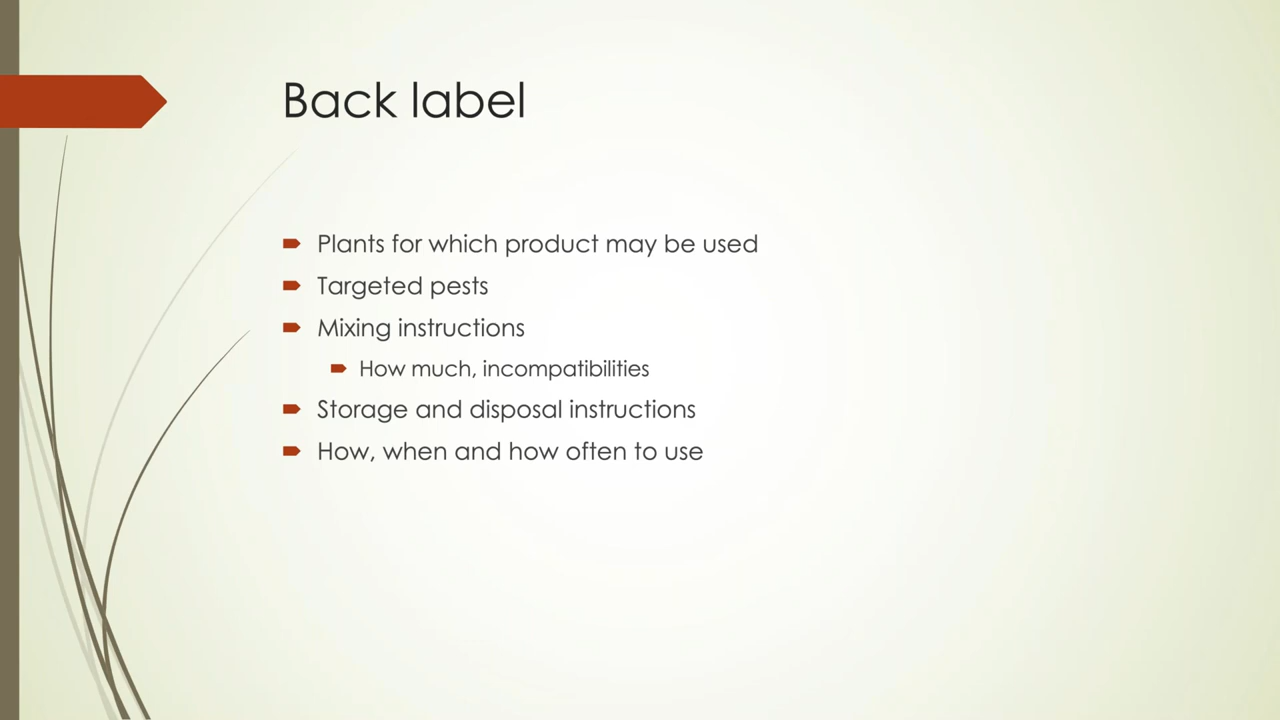 Back label
Plants for which product may be used
Targeted pests
Mixing instructions
How much, incompatibilities
Storage and disposal instructions
How, when and how often to use